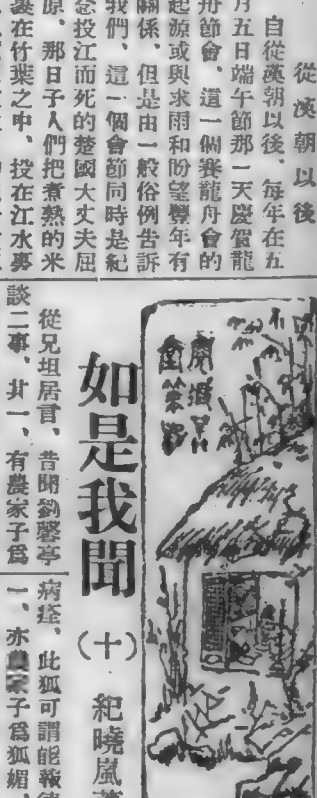 從漢朝以後
自從漢朝以後、每年在五
月五日端午節那一天慶賀龍
舟節會、這一個賽龍舟會的
起源或與求雨和盼望豐年有
關係、但是由一般俗例告訴
我們、這一個會節同時是紀
念投江而死的楚國大丈夫屈
原、那日子人們把煮熟的米
裹在竹葉之中、投在江水裏
如是我聞
(十)
紀曉嵐著
從兄坦居言、昔聞劉馨亭
談二事、其一、有農家子爲
病痊、此狐可謂能報德
一、亦農家子爲狐媚、